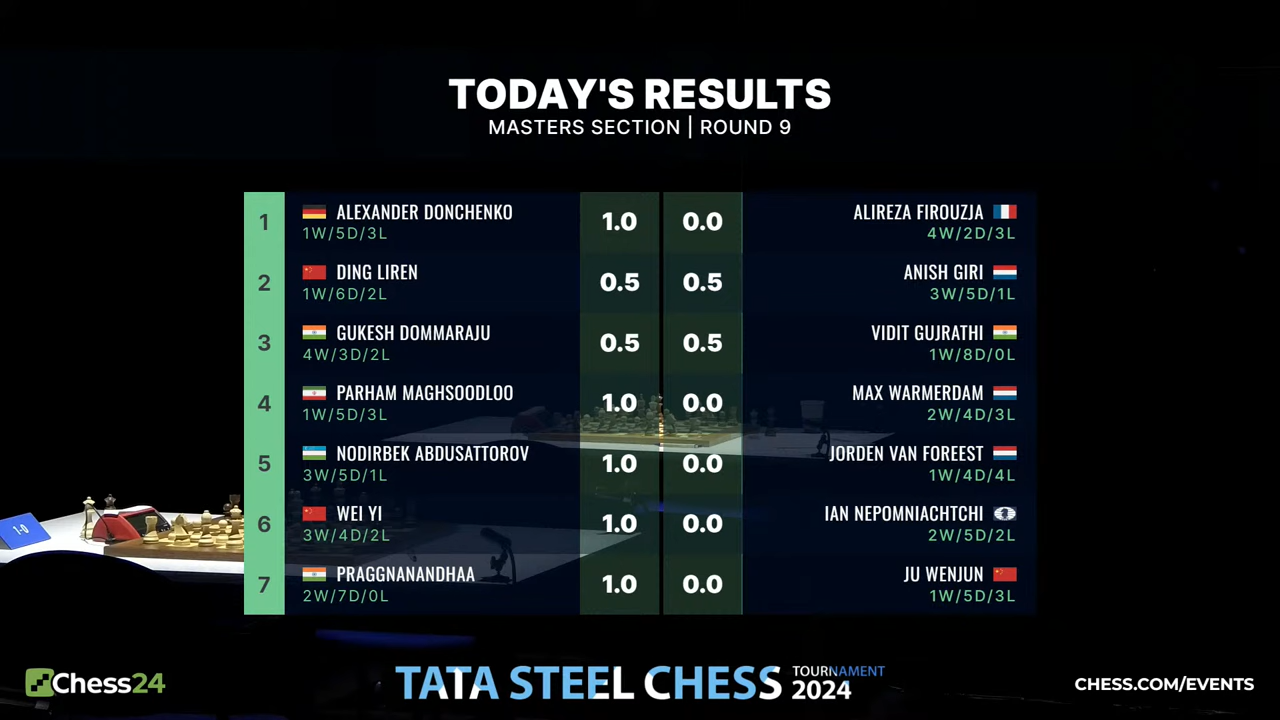 TODAY'S RESULTS
MASTERS SECTION | ROUND 9
1 ALEXANDER DONCHENKO 1.0 0.0 ALIREZA FIROUZJA
1W/5D/3L 4W/2D/3L
2 DING LIREN 0.5 0.5 ANISH GIRI
1W/6D/2L 3W/5D/1L
3 GUKESH DOMMARAJU 0.5 0.5 VIDIT GUJRATHI
4W/3D/2L 1W/8D/0L
4 PARHAM MAGHSOODLOO 1.0 0.0 MAX WARMERDAM
1W/5D/3L 2W/4D/3L
5 NODIRBEK ABDUSATTOROV 1.0 0.0 JORDEN VAN FOREEST
3W/5D/1L 1W/4D/4L
6 WEI YI 1.0 0.0 IAN NEPOMNIACHTCHI
3W/4D/2L 2W/5D/2L
7 PRAGGNANANDHAA 1.0 0.0 JU WENJUN
2W/7D/0L 1W/5D/3L
1-0
Chess24
TATA STEEL CHESS TOURNAMENT 2024
CHESS.COM/EVENTS